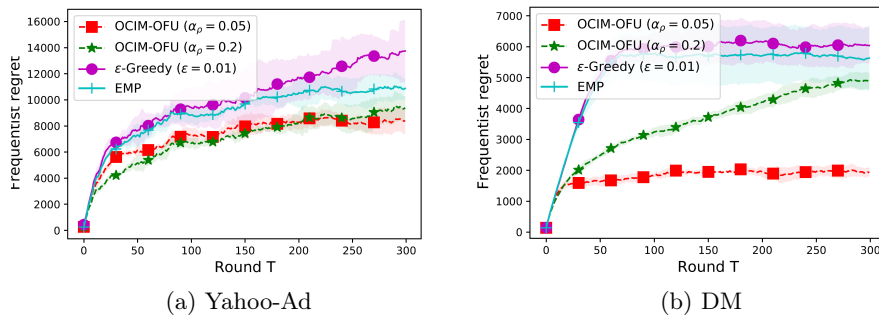 16000
14000
12000
10000
8000
6000
4000
2000
0
Frequentist regret
OCIM-OFU (αρ = 0.05)
OCIM-OFU (αρ = 0.2)
ε-Greedy (ε = 0.01)
EMP
0 50 100 150 200 250 300
Round T
(a) Yahoo-Ad
7000
6000
5000
4000
3000
2000
1000
0
Frequentist regret
OCIM-OFU (αρ = 0.05)
OCIM-OFU (αρ = 0.2)
ε-Greedy (ε = 0.01)
EMP
0 50 100 150 200 250 300
Round T
(b) DM